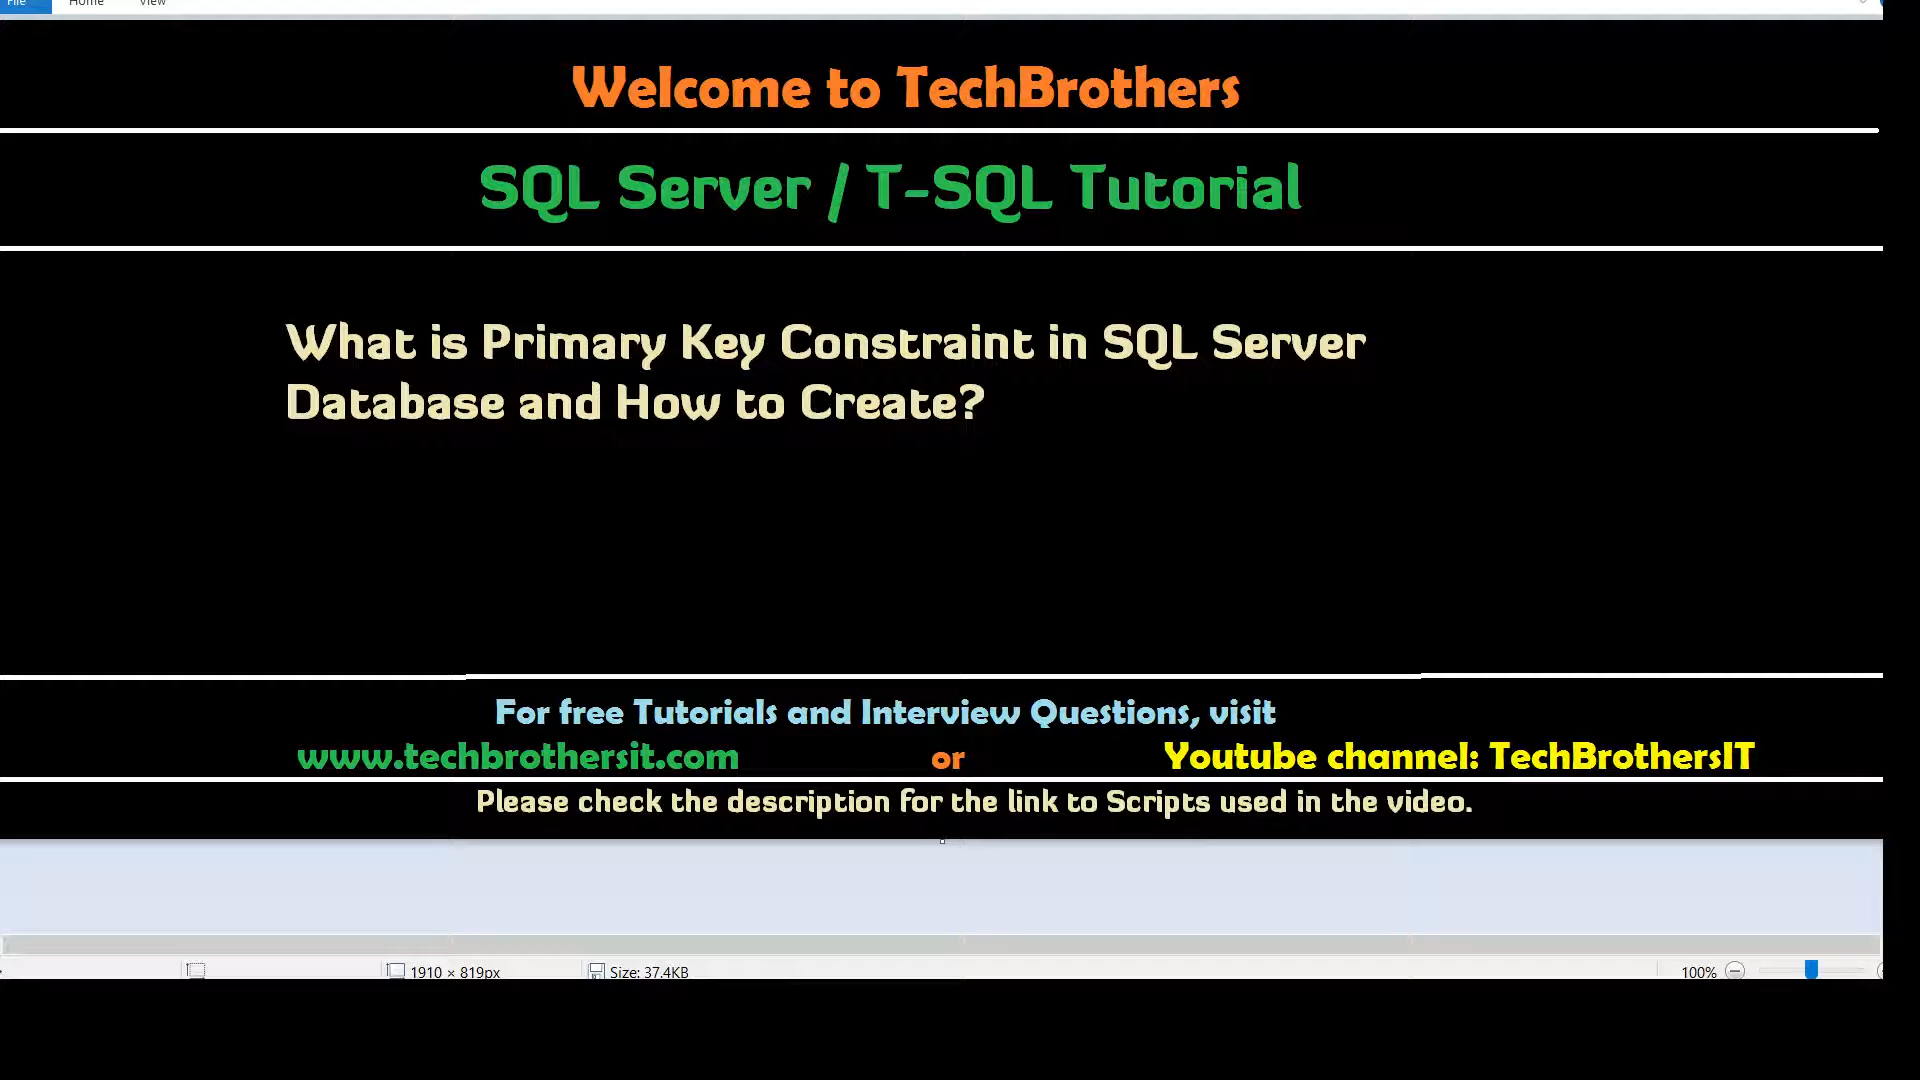 File Home View
Welcome to TechBrothers
SQL Server / T-SQL Tutorial
What is Primary Key Constraint in SQL Server
Database and How to Create?
For free Tutorials and Interview Questions, visit
www.techbrothersit.com or Youtube channel: TechBrothersIT
Please check the description for the link to Scripts used in the video.
1910 × 819px Size: 37.4KB 100%